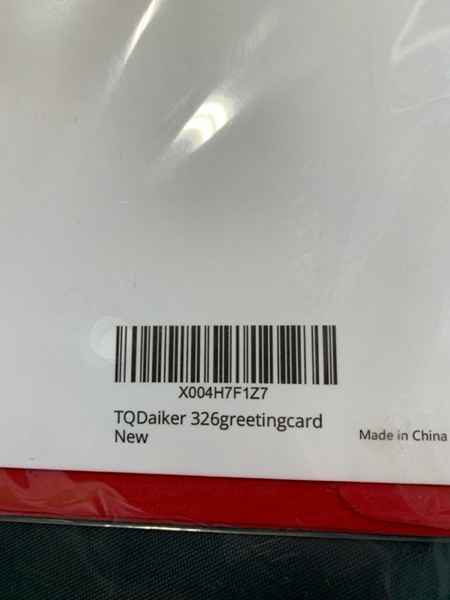 X004H7F1Z7
TQDaiker 326greetingcard
New
Made in China